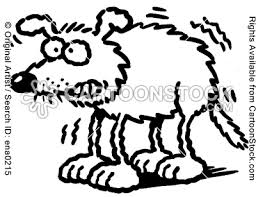 © Original Artist / Search ID: ena0215
CARTOONSTOCK
.com
Rights Available from CartoonStock.com